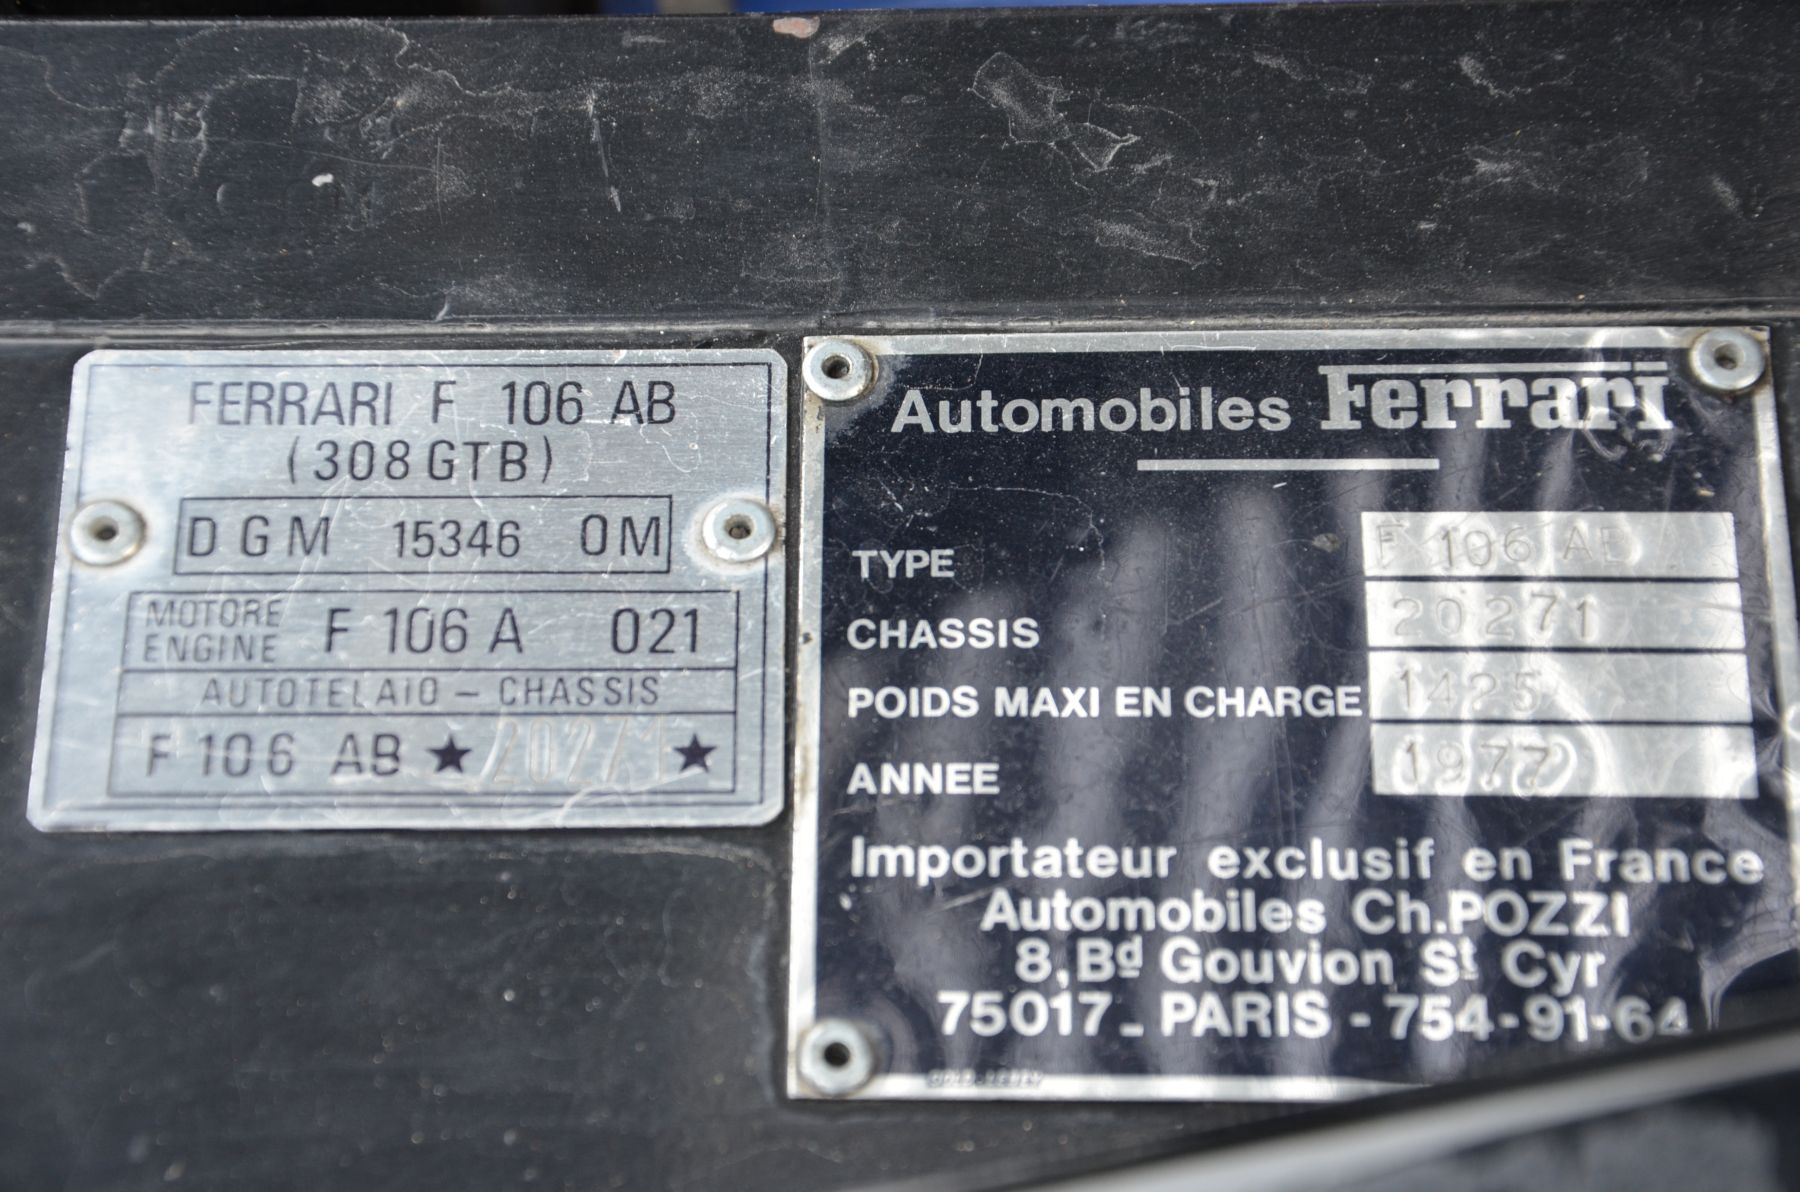 FERRARI F 106 AB
(308 GTB)
D G M 15346 OM
MOTORE
ENGINE F 106 A 021
AUTOTELAIO - CHASSIS
F 106 AB ★ 20271 ★
Automobiles Ferrari
TYPE F 106 AB
CHASSIS 20271
POIDS MAXI EN CHARGE 1425
ANNEE 1977
Importateur exclusif en France
Automobiles Ch.POZZI
8,Bd Gouvion St Cyr
75017_ PARIS - 754-91-64